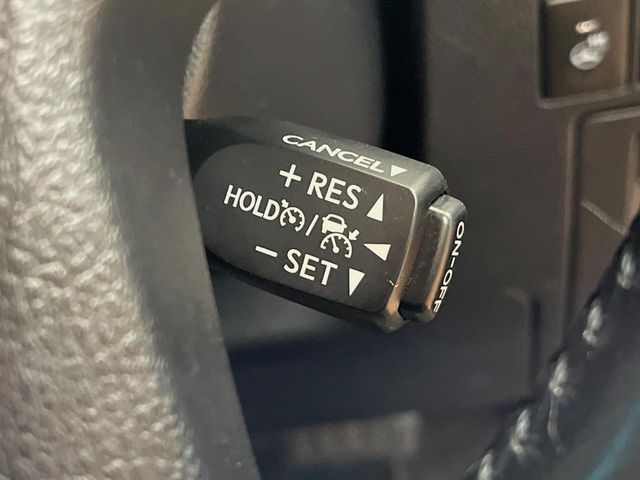 CANCEL▼
+ RES ▲
HOLD / ◀
− SET ▼
ON-OFF